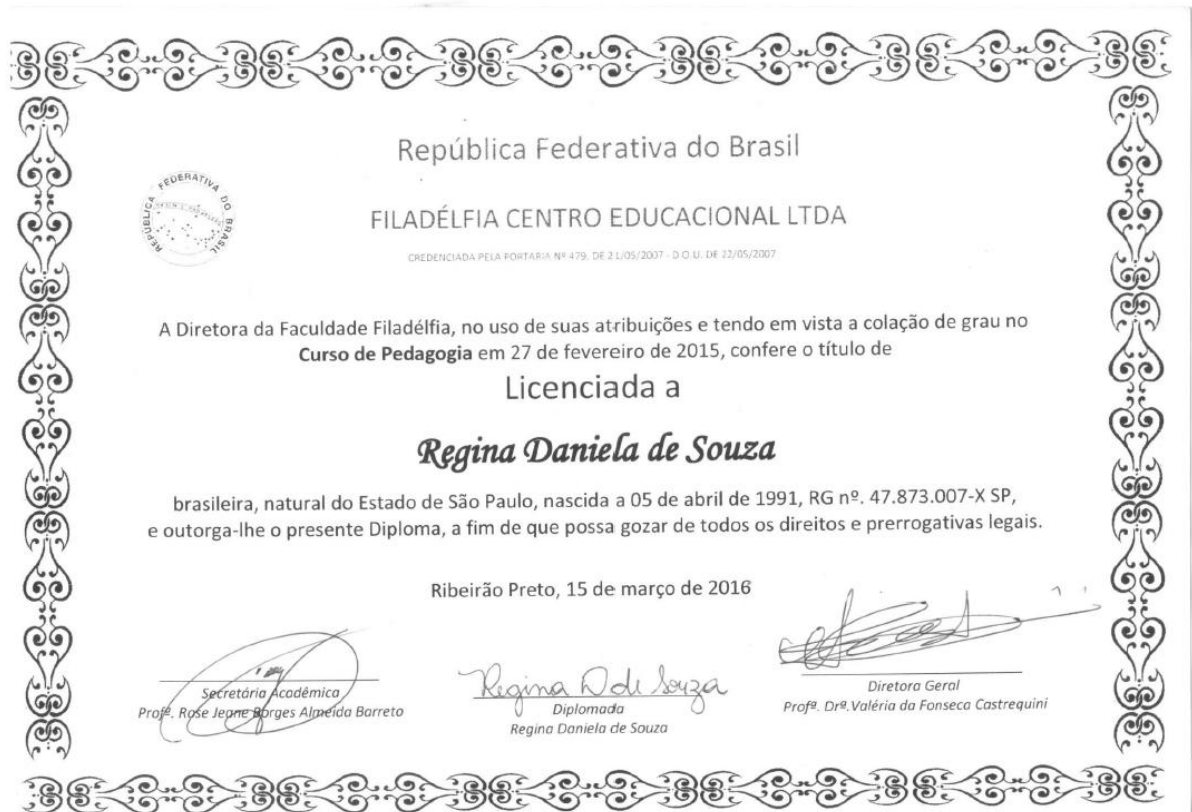 República Federativa do Brasil
REPÚBLICA FEDERATIVA DO BRASIL
FILADÉLFIA CENTRO EDUCACIONAL LTDA
CREDENCIADA PELA PORTARIA Nº 479, DE 21/05/2007 - D.O.U. DE 22/05/2007
A Diretora da Faculdade Filadélfia, no uso de suas atribuições e tendo em vista a colação de grau no
Curso de Pedagogia em 27 de fevereiro de 2015, confere o título de
Licenciada a
Regina Daniela de Souza
brasileira, natural do Estado de São Paulo, nascida a 05 de abril de 1991, RG nº. 47.873.007-X SP,
e outorga-lhe o presente Diploma, a fim de que possa gozar de todos os direitos e prerrogativas legais.
Ribeirão Preto, 15 de março de 2016
Secretária Acadêmica
Profª. Rose Jeane Borges Almeida Barreto
Regina D de Souza
Diplomada
Regina Daniela de Souza
Diretora Geral
Profª. Drª.Valéria da Fonseca Castrequini